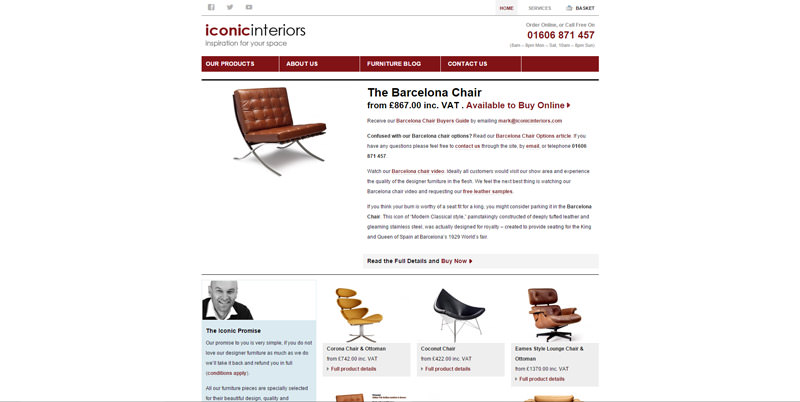 HOME
SERVICES
BASKET
iconicinteriors
Inspiration for your space
Order Online, or Call Free On
01606 871 457
(8am – 8pm Mon – Sat, 10am – 8pm Sun)
OUR PRODUCTS
ABOUT US
FURNITURE BLOG
CONTACT US
The Barcelona Chair
from £867.00 inc. VAT . Available to Buy Online
Receive our Barcelona Chair Buyers Guide by emailing mark@iconicinteriors.com
Confused with our Barcelona chair options? Read our Barcelona Chair Options article. If you
have any questions please feel free to contact us through the site, by email, or telephone 01606
871 457.
Watch our Barcelona chair video. Ideally all customers would visit our show area and e-perience
the quality of the designer furniture in the flesh. We feel the next best thing is watching our
Barcelona chair video and requesting our free leather samples.
If you think your bum is worthy of a seat fit for a king, you might consider parking it in the Barcelona
Chair. This icon of "Modern Classical style," painstakingly constructed of deeply tufted leather and
gleaming stainless steel, was actually designed for royalty – created to provide seating for the King
and Queen of Spain at Barcelona's 1929 World's fair.
Read the Full Details and Buy Now
The Iconic Promise
Our promise to you is very simple, if you do not
love our designer furniture as much as we do
we'll take it back and refund you in full
(conditions apply).
All our furniture pieces are specially selected
for their beautiful design, quality and
Corona Chair & Ottoman
from £742.00 inc. VAT
Full product details
Coconut Chair
from £422.00 inc. VAT
Full product details
Eames Style Lounge Chair &
Ottoman
from £1370.00 inc. VAT
Full product details